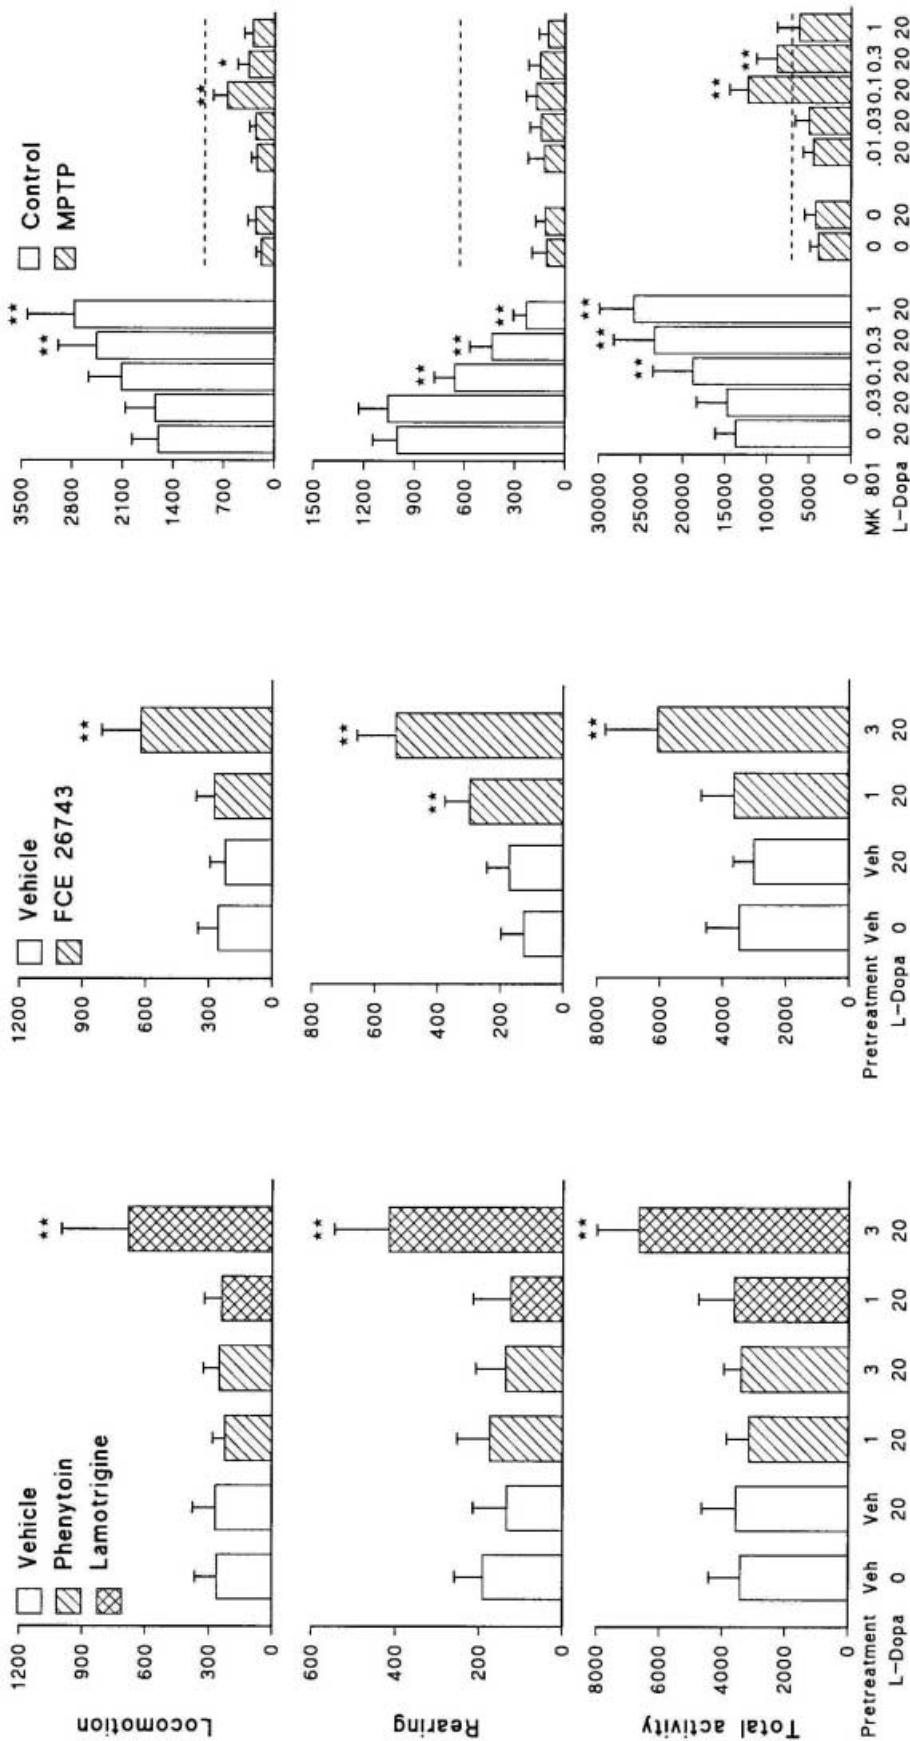 Vehicle
Phenytoin
Lamotrigine
1200
900
600
300
0
Locomotion
**
600
400
200
0
Rearing
**
8000
6000
4000
2000
0
Total activity
**
Pretreatment Veh Veh 1 3 1 3
L-Dopa 0 20 20 20 20 20
Vehicle
FCE 26743
1200
900
600
300
0
**
800
600
400
200
0
** **
8000
6000
4000
2000
0
**
Pretreatment Veh Veh 1 3
L-Dopa 0 20 20 20
Control
MPTP
3500
2800
2100
1400
700
0
** ** ** *
1500
1200
900
600
300
0
** ** **
30000
25000
20000
15000
10000
5000
0
** ** ** ** **
MK 801 0 .03 0.1 0.3 1 0 0 .01 .03 0.1 0.3 1
L-Dopa 20 20 20 20 20 0 20 20 20 20 20 20